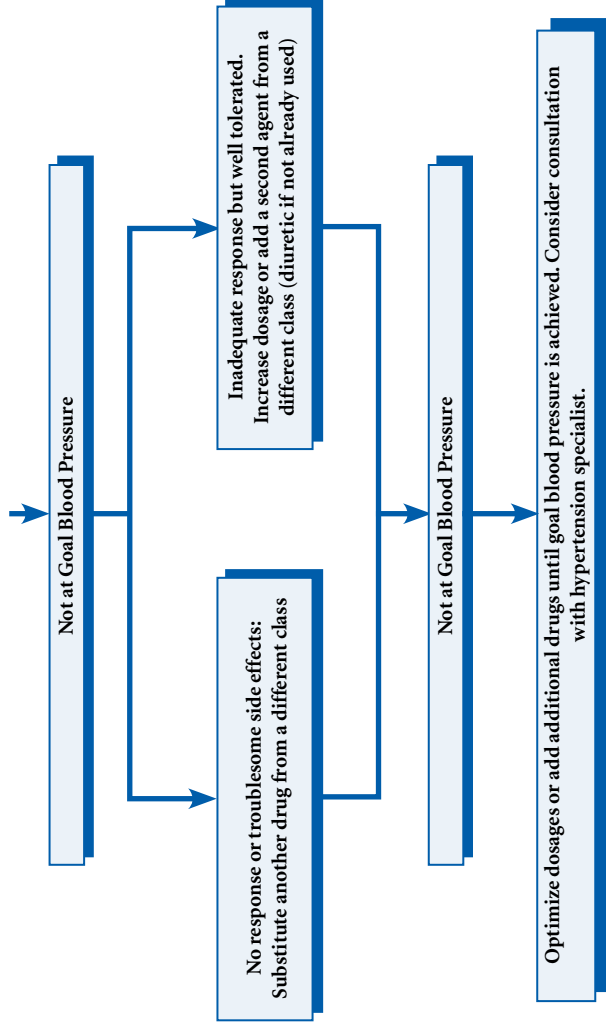 Not at Goal Blood Pressure
No response or troublesome side effects:
Substitute another drug from a different class
Inadequate response but well tolerated.
Increase dosage or add a second agent from a
different class (diuretic if not already used)
Not at Goal Blood Pressure
Optimize dosages or add additional drugs until goal blood pressure is achieved. Consider consultation
with hypertension specialist.